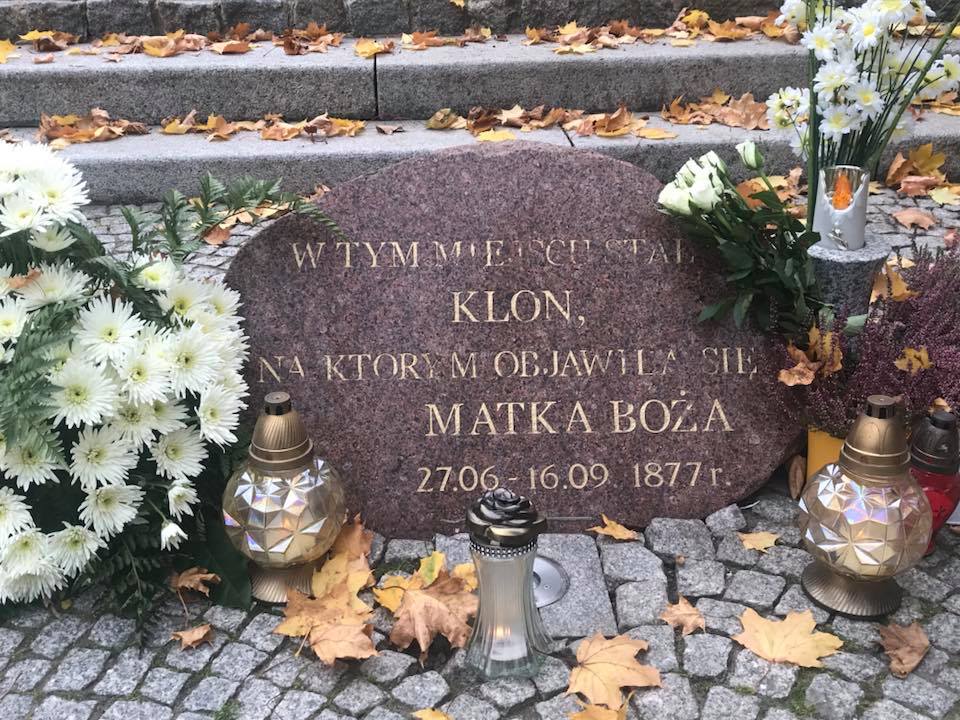 W TYM MIEJSCU STAŁ
KLON,
NA KTÓRYM OBJAWIŁA SIĘ
MATKA BOŻA
27.06 - 16.09. 1877 r.